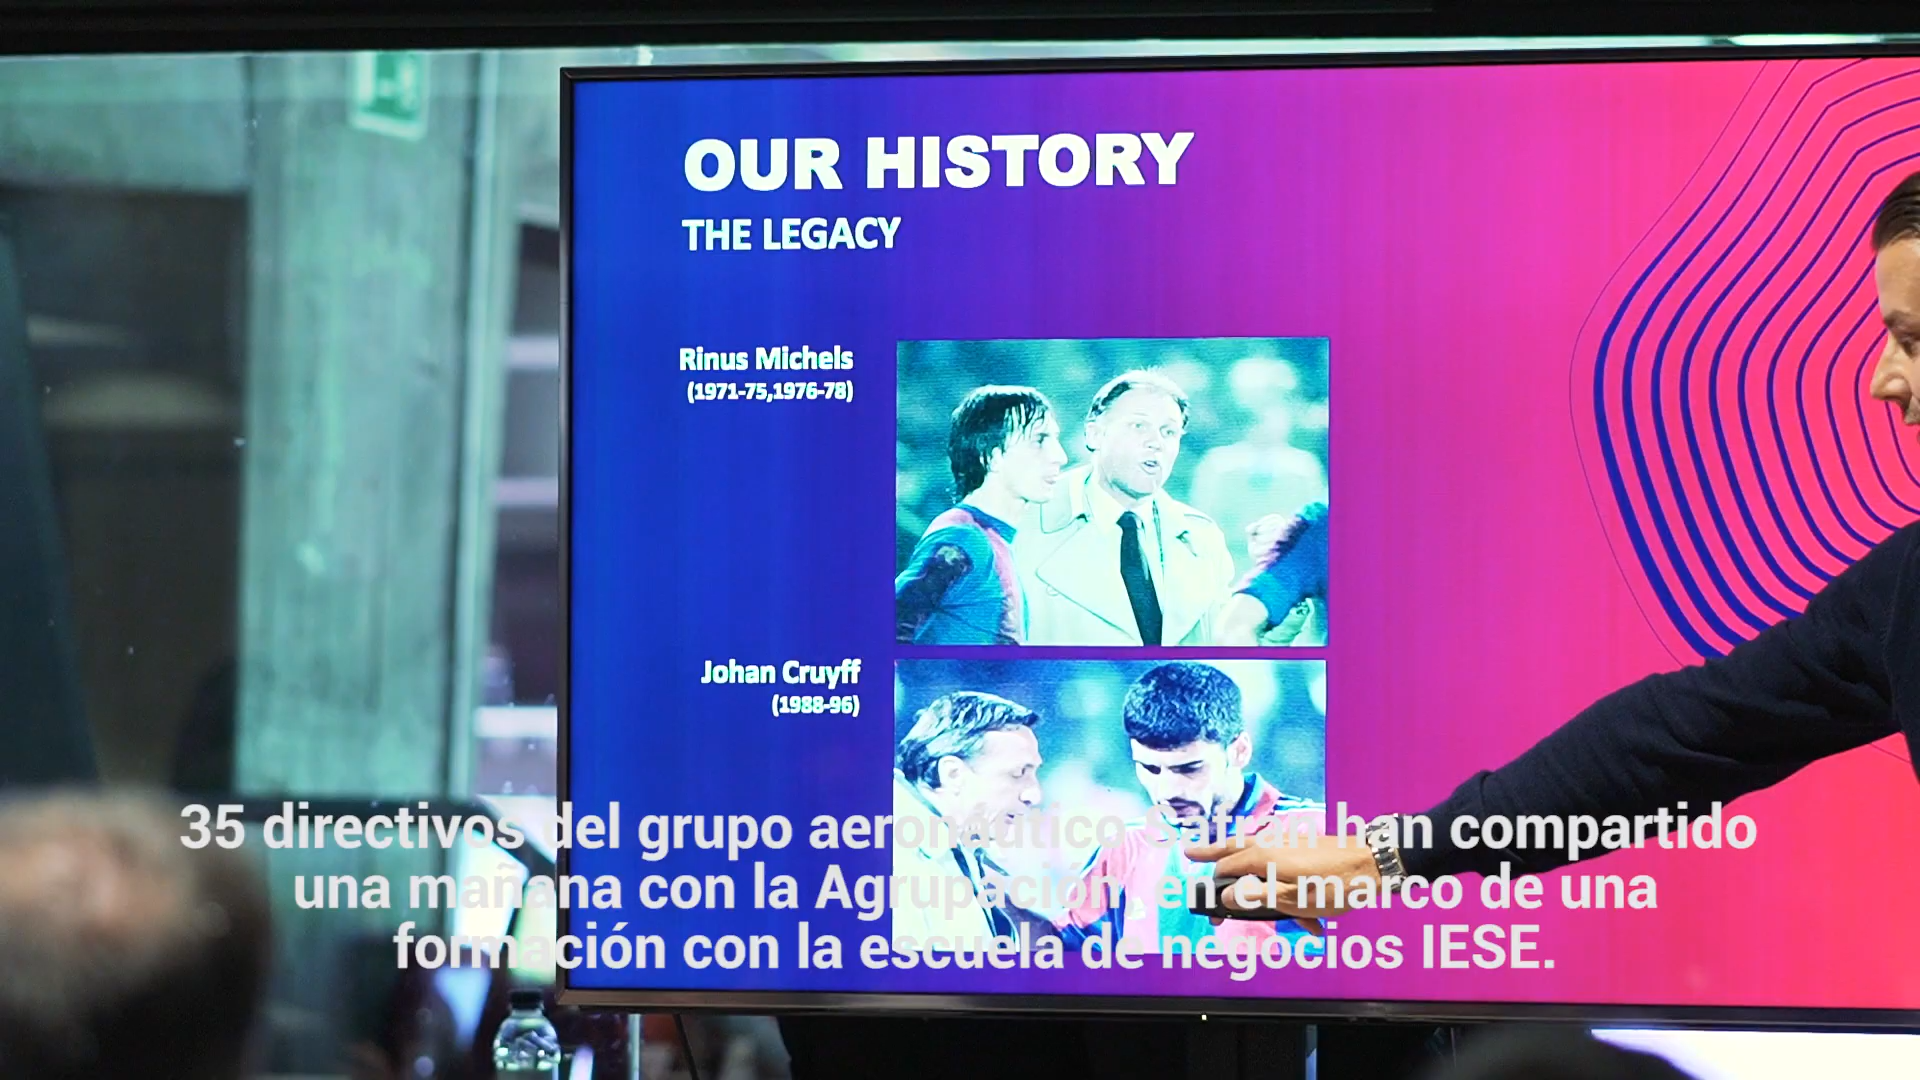 OUR HISTORY
THE LEGACY
Rinus Michels
(1971-75,1976-78)
Johan Cruyff
(1988-96)
35 directivos del grupo aeronáutico Safran han compartido
una mañana con la Agrupación, en el marco de una
formación con la escuela de negocios IESE.